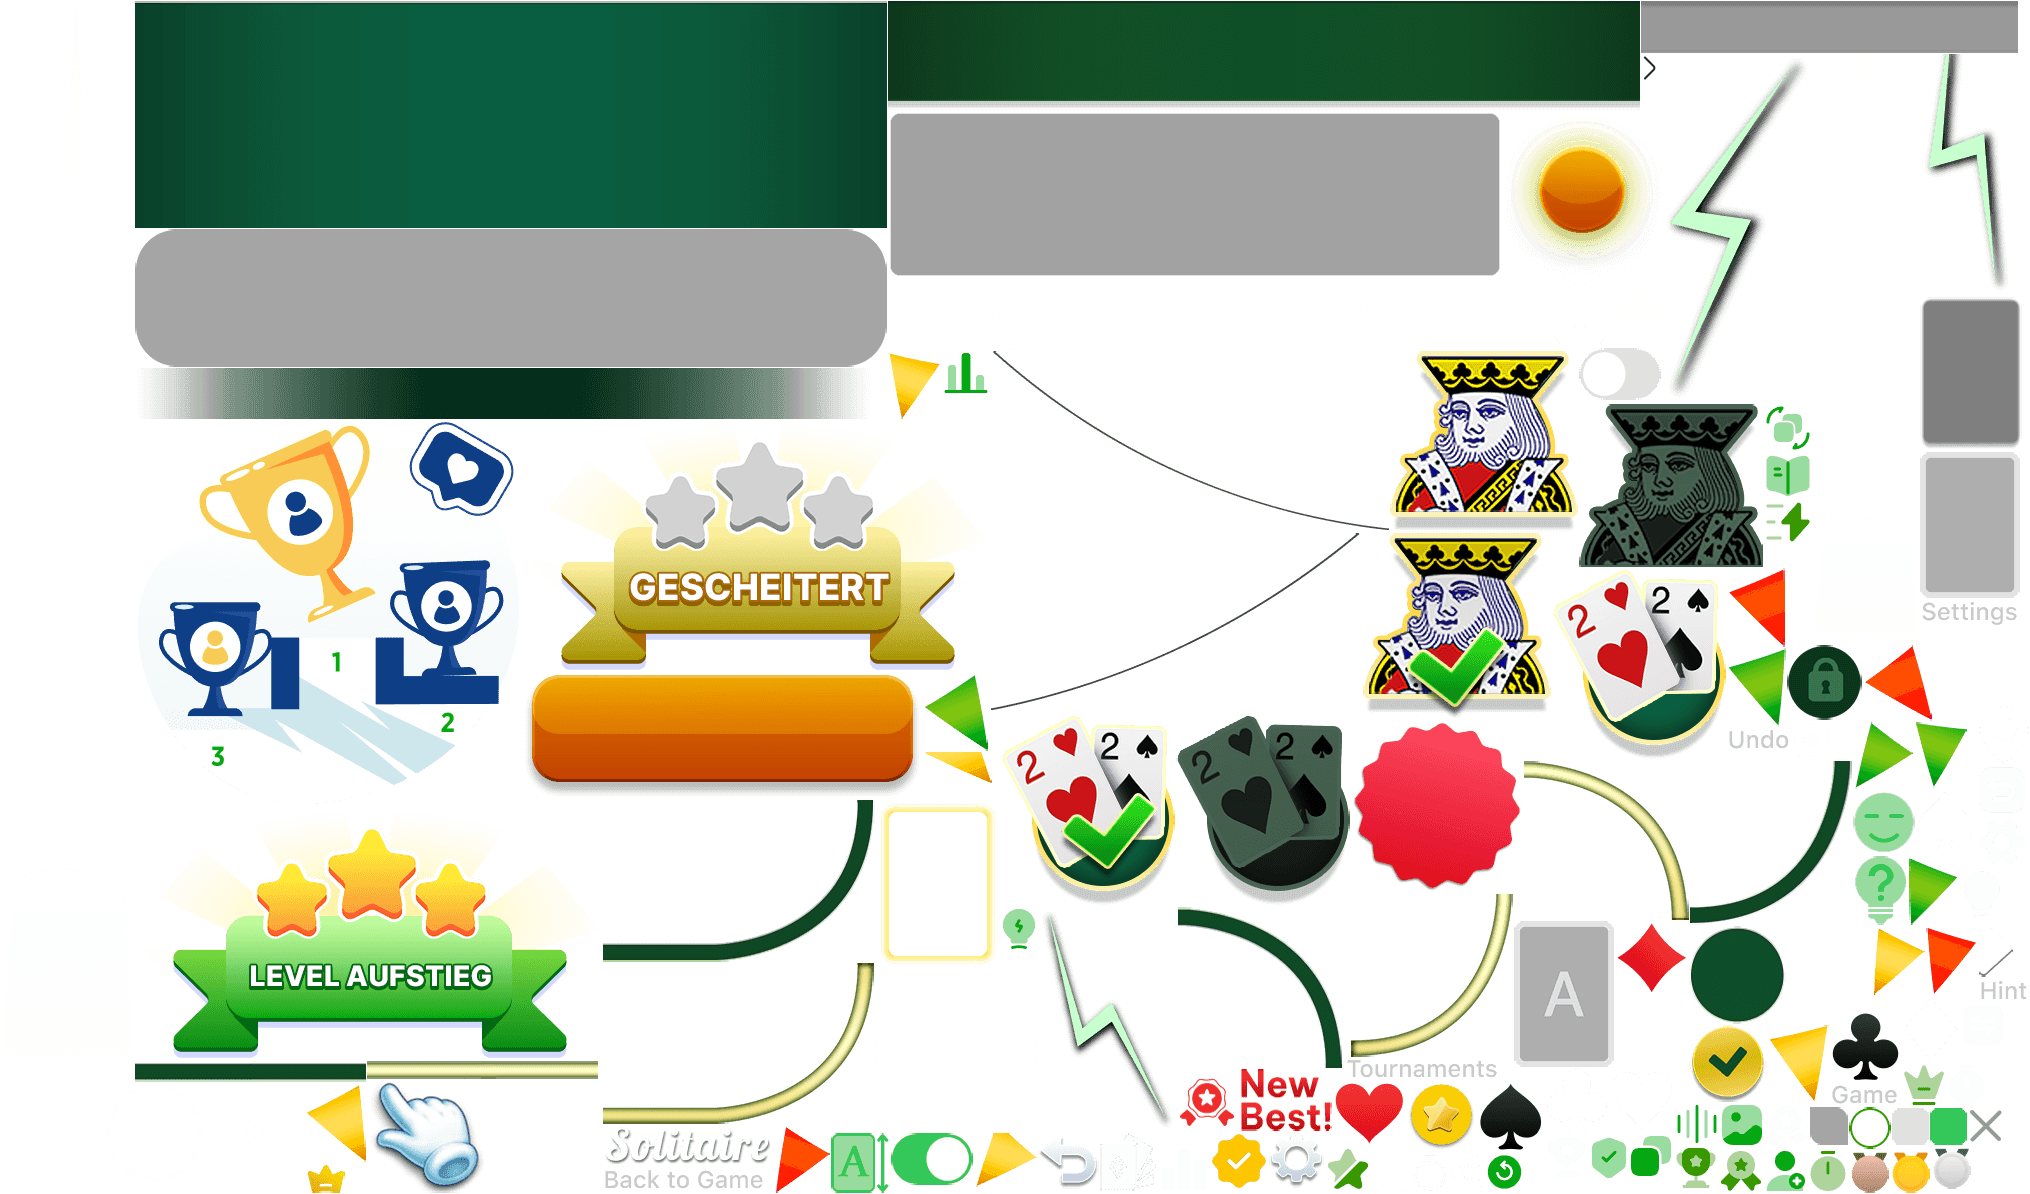 GESCHEITERT
Settings
1
2
3
2
2
2
2
2
2
Undo
LEVEL AUFSTIEG
A
Hint
Tournaments
New
Best!
Game
Solitaire
Back to Game
A